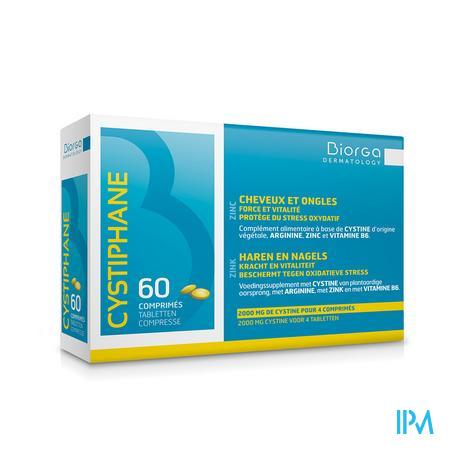 Biorga
DERMATOLOGY
CYSTIPHANE
60
COMPRIMÉS
TABLETTEN
COMPRESSE
Biorga
DERMATOLOGY
CYSTIPHANE
60
COMPRIMÉS
TABLETTEN
COMPRESSE
ZINC
CHEVEUX ET ONGLES
FORCE ET VITALITÉ
PROTÈGE DU STRESS OXYDATIF
Complément alimentaire à base de CYSTINE d'origine
végétale, ARGININE, ZINC et VITAMINE B6.
ZINK
HAREN EN NAGELS
KRACHT EN VITALITEIT
BESCHERMT TEGEN OXIDATIEVE STRESS
Voedingssupplement met CYSTINE van plantaardige
oorsprong, met ARGININE, met ZINK en met VITAMINE B6.
2000 MG DE CYSTINE POUR 4 COMPRIMÉS
2000 MG CYSTINE VOOR 4 TABLETTEN
IPM